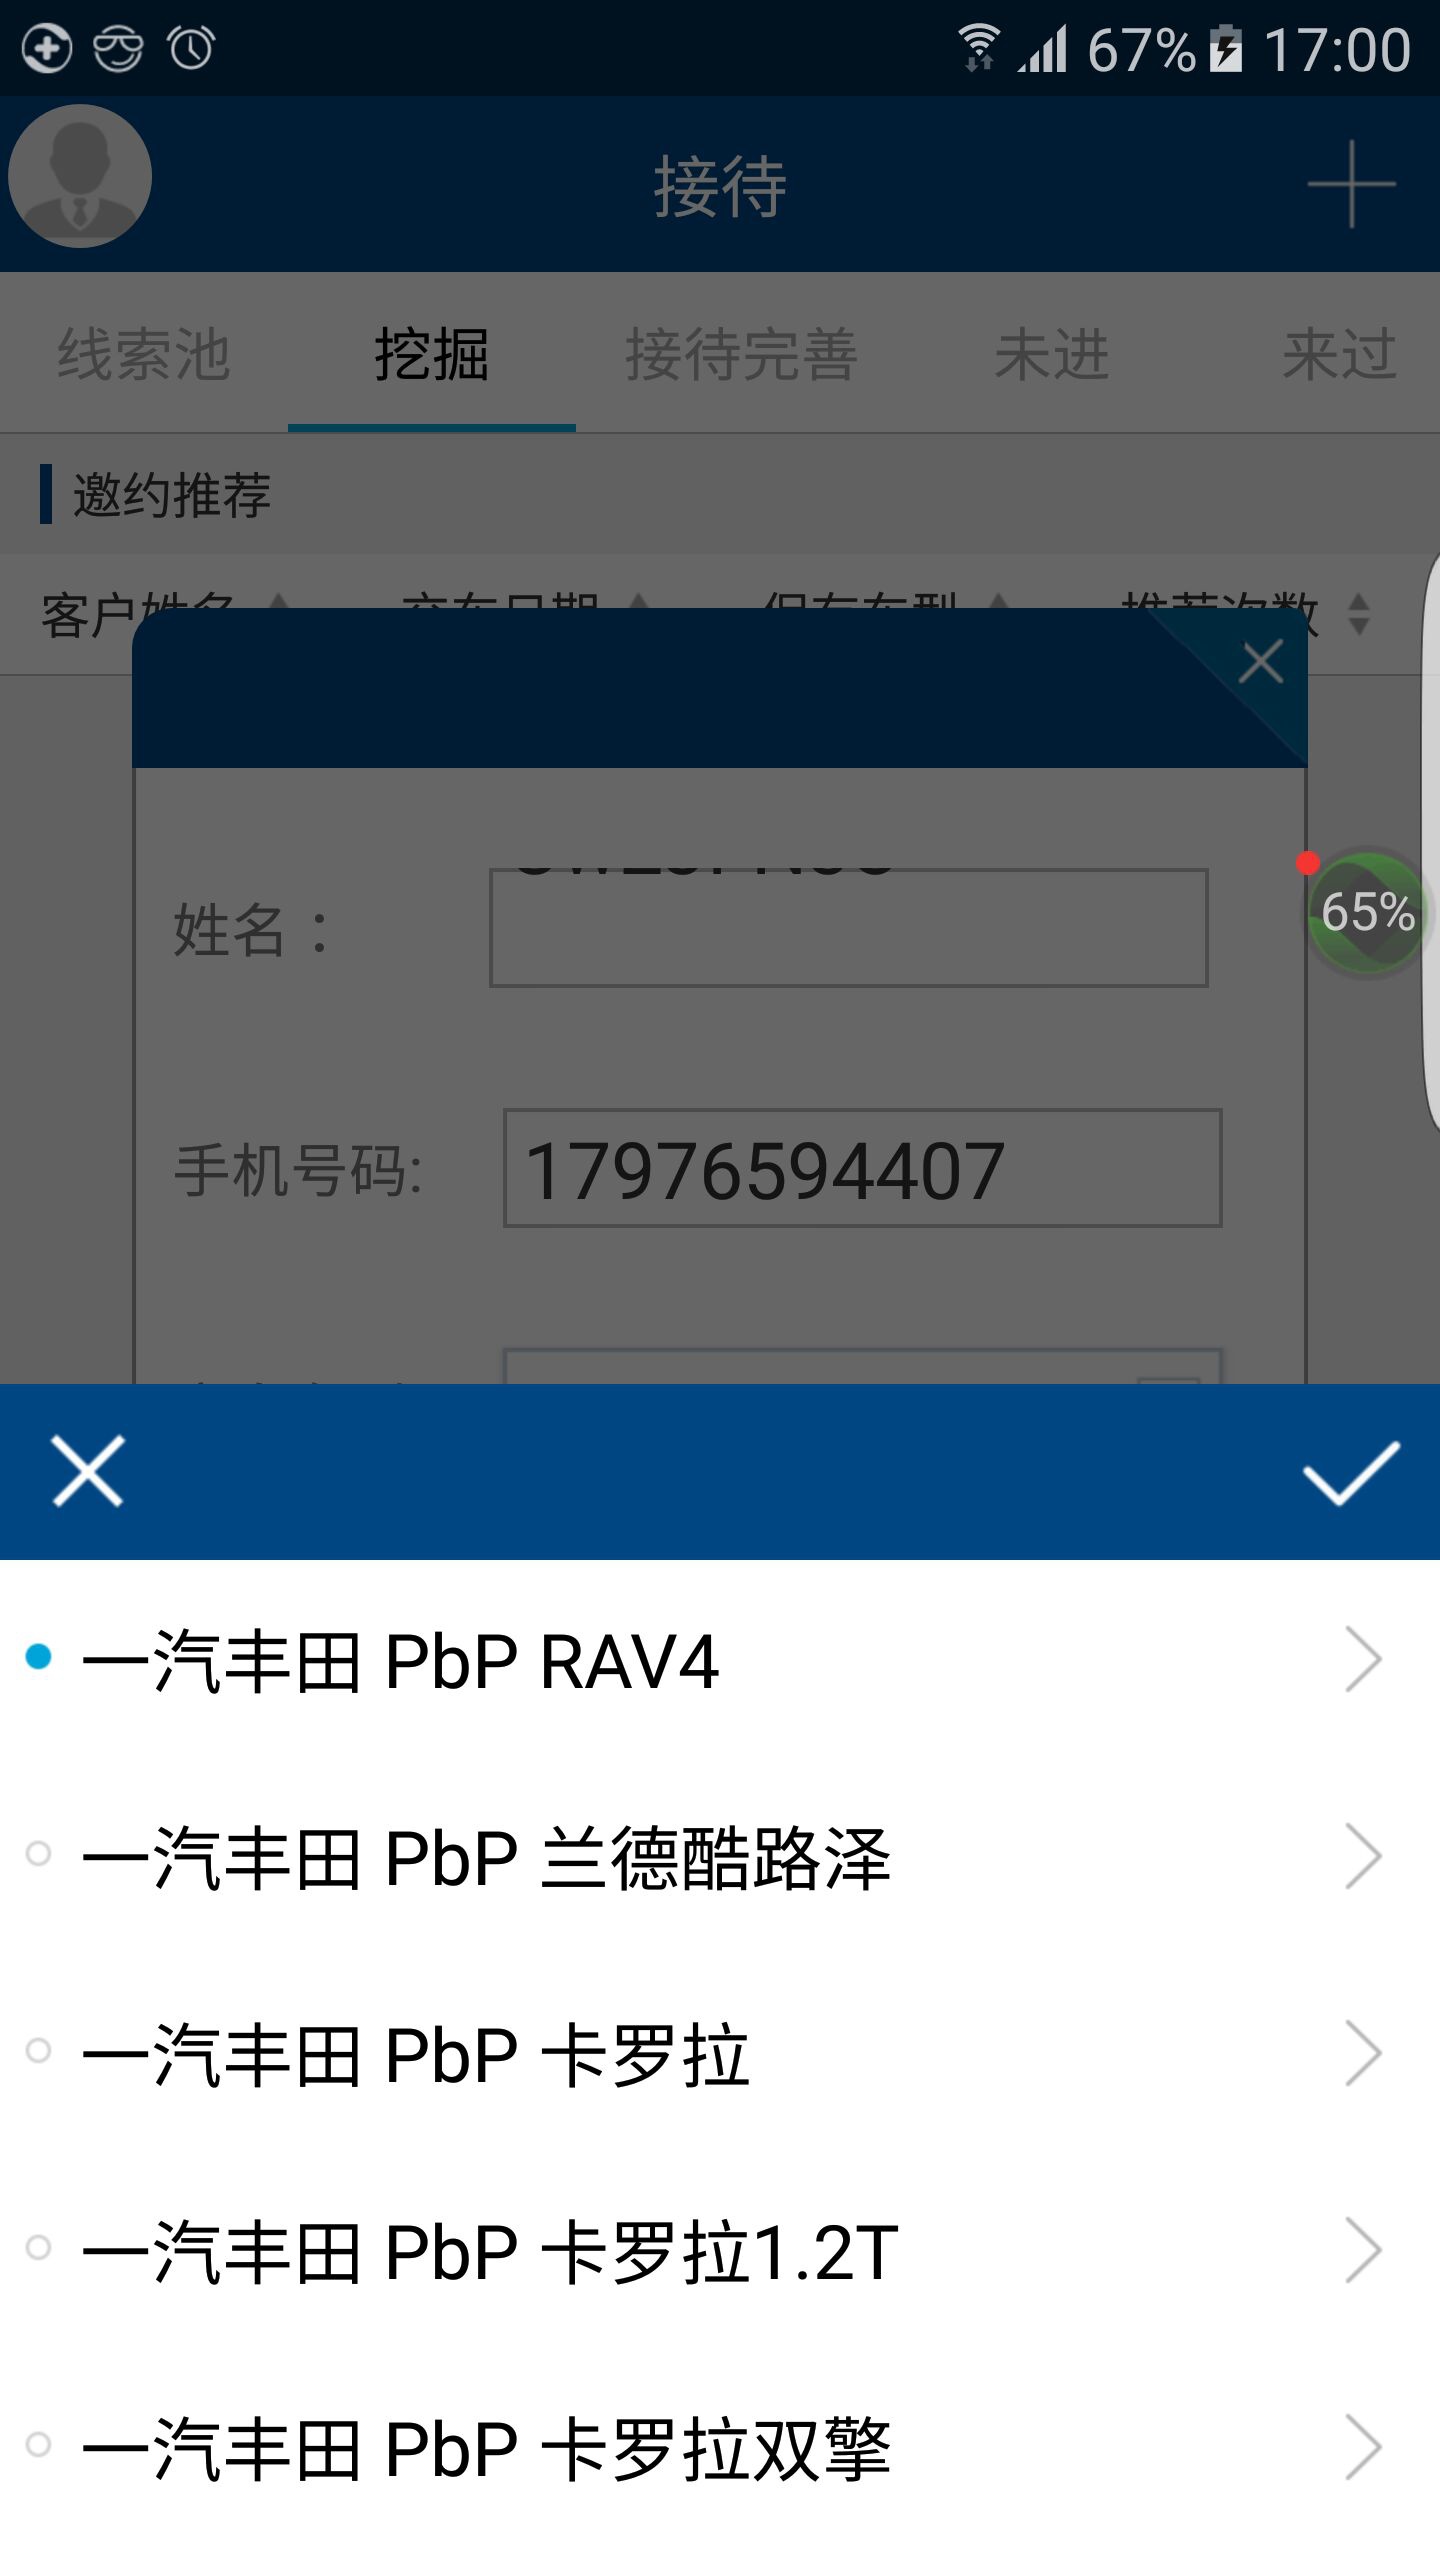 67% 17:00
接待
线索池 挖掘 接待完善 未进 来过
邀约推荐
客户姓名 交车日期 保有车型 推荐次数
姓名：
65%
手机号码: 17976594407
一汽丰田 PbP RAV4
一汽丰田 PbP 兰德酷路泽
一汽丰田 PbP 卡罗拉
一汽丰田 PbP 卡罗拉1.2T
一汽丰田 PbP 卡罗拉双擎